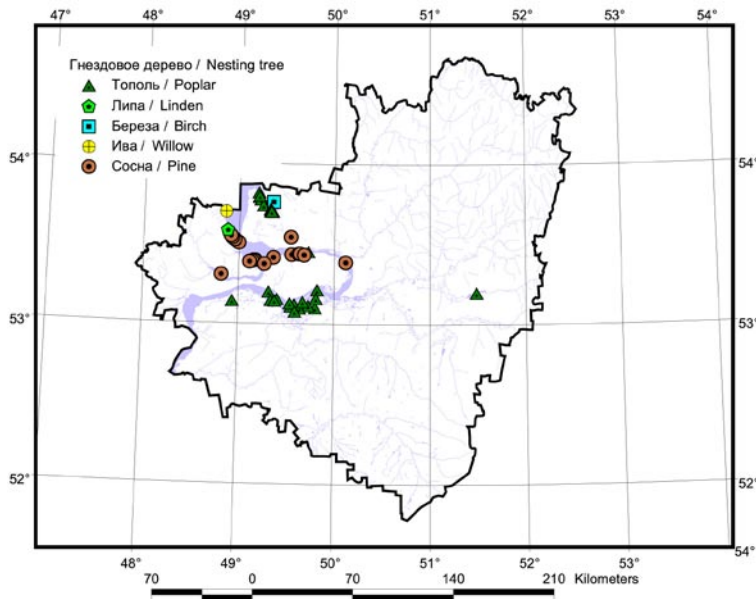 47° 48° 49° 50° 51° 52°
Гнездовое дерево / Nesting tree
Тополь / Poplar
Липа / Linden
Береза / Birch
Ива / Willow
Сосна / Pine
54° 54°
53° 53°
52° 52°
54°
48° 49° 50° 51° 52° 53°
70 0 70 140 210 Kilometers